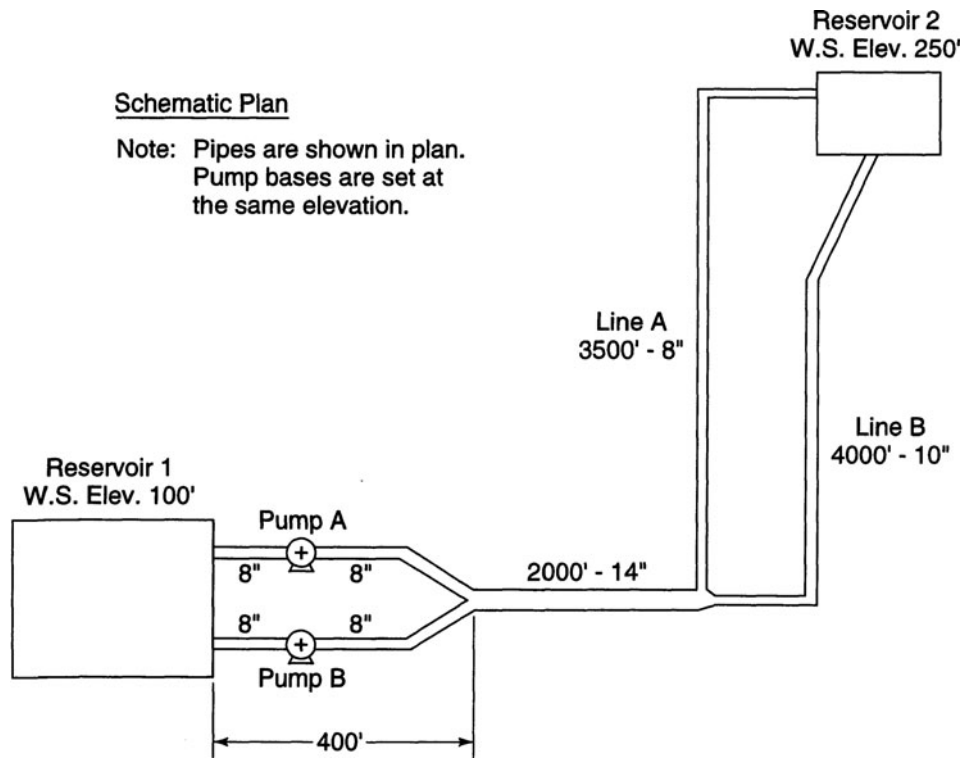 Reservoir 2
W.S. Elev. 250'
Schematic Plan
Note: Pipes are shown in plan.
Pump bases are set at
the same elevation.
Line A
3500' - 8"
Line B
4000' - 10"
Reservoir 1
W.S. Elev. 100'
Pump A
8" 8"
2000' - 14"
8" 8"
Pump B
400'